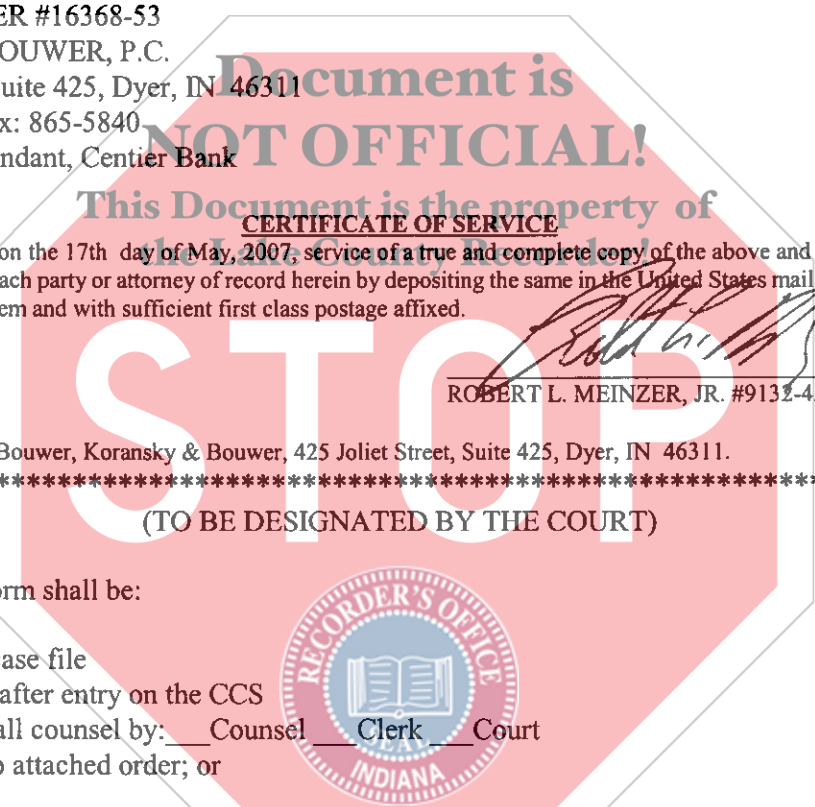 ER #16368-53
OUWER, P.C.
uite 425, Dyer, IN 46311
x: 865-5840
ndant, Centier Bank
Document is
NOT OFFICIAL!
This Document is the property of
the Lake County Recorder!
CERTIFICATE OF SERVICE
on the 17th day of May, 2007, service of a true and complete copy of the above and
ach party or attorney of record herein by depositing the same in the United States mail
em and with sufficient first class postage affixed.
STOP
ROBERT L. MEINZER, JR. #9132-4
Bouwer, Koransky & Bouwer, 425 Joliet Street, Suite 425, Dyer, IN 46311.
******************************************************************
(TO BE DESIGNATED BY THE COURT)
orm shall be:
ase file
after entry on the CCS
all counsel by:___Counsel ___Clerk ___Court
o attached order; or
RECORDER'S OFFICE
SEAL
INDIANA